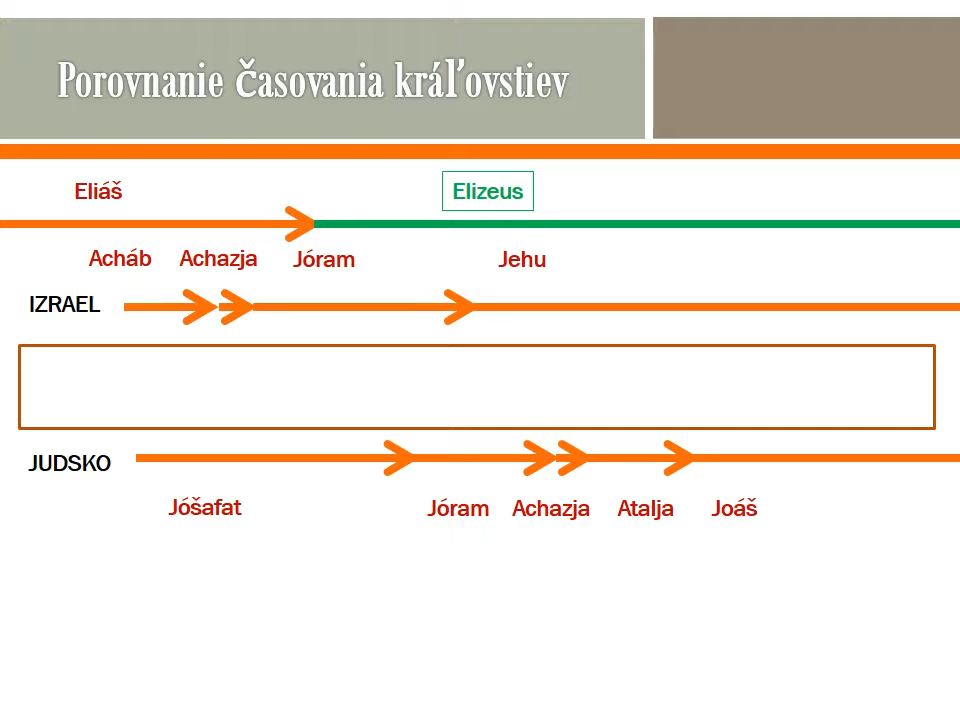 Porovnanie časovania kráľovstiev
Eliáš
Elizeus
Acháb Achazja Jóram Jehu
IZRAEL
JUDSKO
Jóšafat Jóram Achazja Atalja Joáš